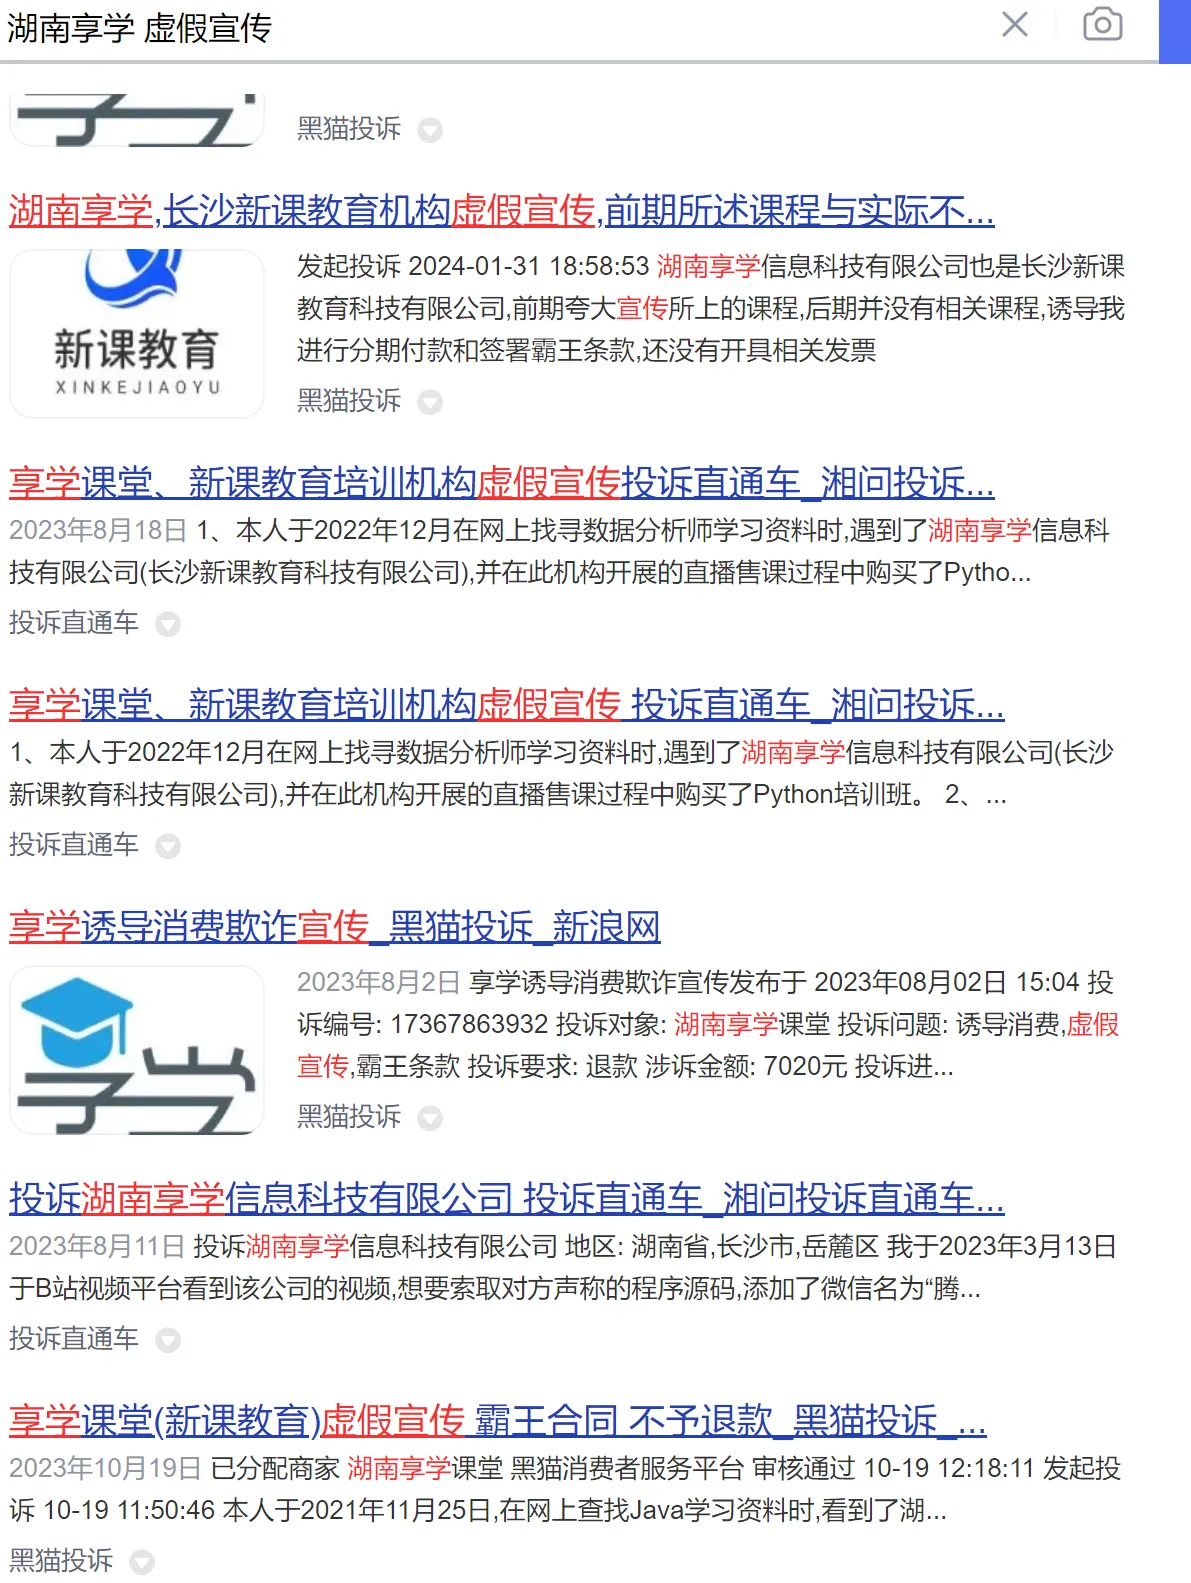 湖南享学 虚假宣传
黑猫投诉
湖南享学,长沙新课教育机构虚假宣传,前期所述课程与实际不...
新课教育
XINKEJIAOYU
发起投诉 2024-01-31 18:58:53 湖南享学信息科技有限公司也是长沙新课
教育科技有限公司,前期夸大宣传所上的课程,后期并没有相关课程,诱导我
进行分期付款和签署霸王条款,还没有开具相关发票
黑猫投诉
享学课堂、新课教育培训机构虚假宣传投诉直通车_湘问投诉...
2023年8月18日 1、本人于2022年12月在网上找寻数据分析师学习资料时,遇到了湖南享学信息科
技有限公司(长沙新课教育科技有限公司),并在此机构开展的直播售课过程中购买了Pytho...
投诉直通车
享学课堂、新课教育培训机构虚假宣传 投诉直通车_湘问投诉...
1、本人于2022年12月在网上找寻数据分析师学习资料时,遇到了湖南享学信息科技有限公司(长沙
新课教育科技有限公司),并在此机构开展的直播售课过程中购买了Python培训班。 2、...
投诉直通车
享学诱导消费欺诈宣传_黑猫投诉_新浪网
享学
2023年8月2日 享学诱导消费欺诈宣传发布于 2023年08月02日 15:04 投
诉编号: 17367863932 投诉对象: 湖南享学课堂 投诉问题: 诱导消费,虚假
宣传,霸王条款 投诉要求: 退款 涉诉金额: 7020元 投诉进...
黑猫投诉
投诉湖南享学信息科技有限公司 投诉直通车_湘问投诉直通车...
2023年8月11日 投诉湖南享学信息科技有限公司 地区: 湖南省,长沙市,岳麓区 我于2023年3月13日
于B站视频平台看到该公司的视频,想要索取对方声称的程序源码,添加了微信名为“腾...
投诉直通车
享学课堂(新课教育)虚假宣传 霸王合同 不予退款_黑猫投诉_...
2023年10月19日 已分配商家 湖南享学课堂 黑猫消费者服务平台 审核通过 10-19 12:18:11 发起投
诉 10-19 11:50:46 本人于2021年11月25日,在网上查找Java学习资料时,看到了湖...
黑猫投诉